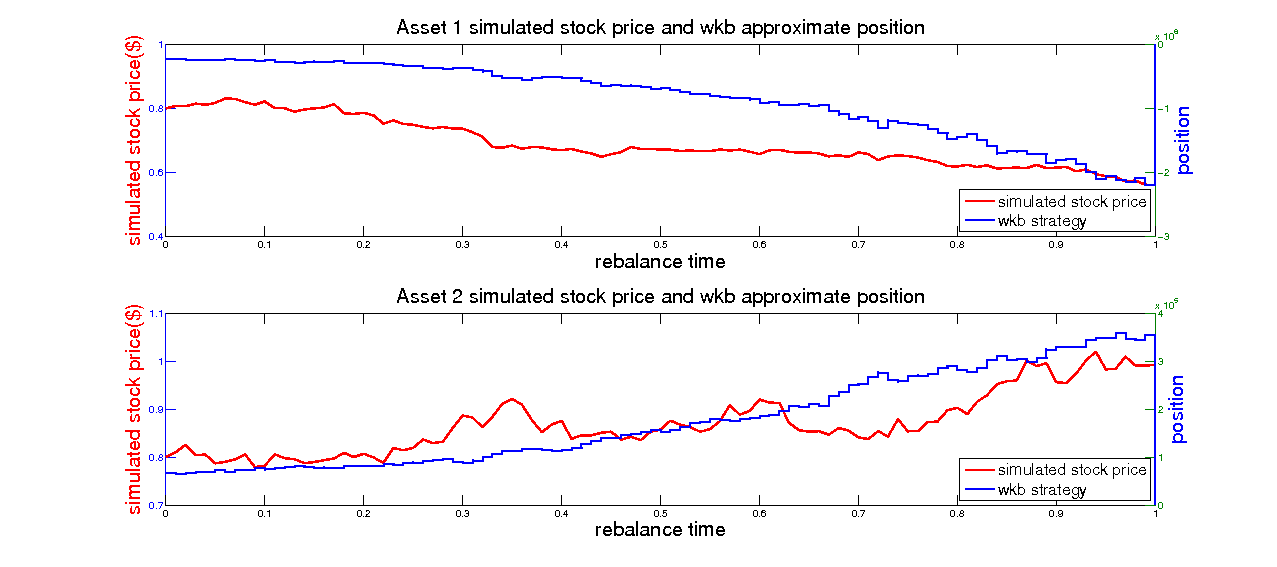 Asset 1 simulated stock price and wkb approximate position
simulated stock price($)
1
0.8
0.6
0.4
0
-1
-2
-3
position
simulated stock price
wkb strategy
0 0.1 0.2 0.3 0.4 0.5 0.6 0.7 0.8 0.9 1
rebalance time
Asset 2 simulated stock price and wkb approximate position
simulated stock price($)
1.1
1
0.9
0.8
0.7
4
3
2
1
0
position
simulated stock price
wkb strategy
0 0.1 0.2 0.3 0.4 0.5 0.6 0.7 0.8 0.9 1
rebalance time